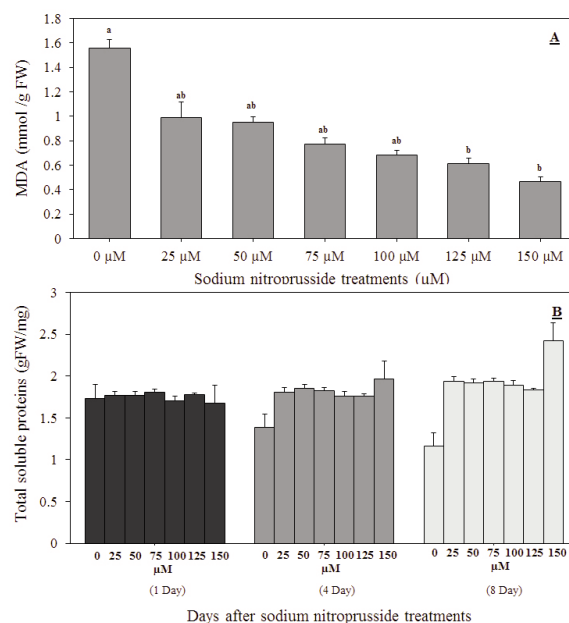 A
MDA (mmol /g FW)
1.8
1.6
1.4
1.2
1
0.8
0.6
0.4
0.2
0
a
ab
ab
ab
ab
b
b
0 µM 25 µM 50 µM 75 µM 100 µM 125 µM 150 µM
Sodium nitroprusside treatments (µM)
B
Total soluble proteins (gFW/mg)
3
2.5
2
1.5
1
0.5
0
0 25 50 75 100 125 150 0 25 50 75 100 125 150 0 25 50 75 100 125 150
µM µM µM
(1 Day) (4 Day) (8 Day)
Days after sodium nitroprusside treatments